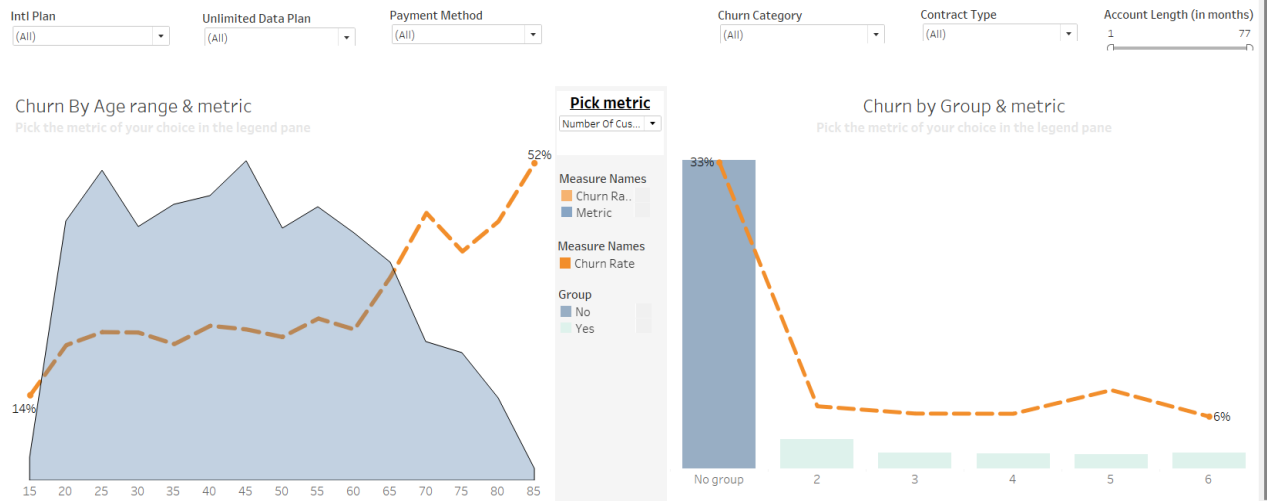 Intl Plan
(All)
Unlimited Data Plan
(All)
Payment Method
(All)
Churn Category
(All)
Contract Type
(All)
Account Length (in months)
1 77
Churn By Age range & metric
Pick the metric of your choice in the legend pane
52%
14%
15 20 25 30 35 40 45 50 55 60 65 70 75 80 85
Pick metric
Number Of Cus...
Measure Names
Churn Ra..
Metric
Measure Names
Churn Rate
Group
No
Yes
Churn by Group & metric
Pick the metric of your choice in the legend pane
33%
6%
No group 2 3 4 5 6